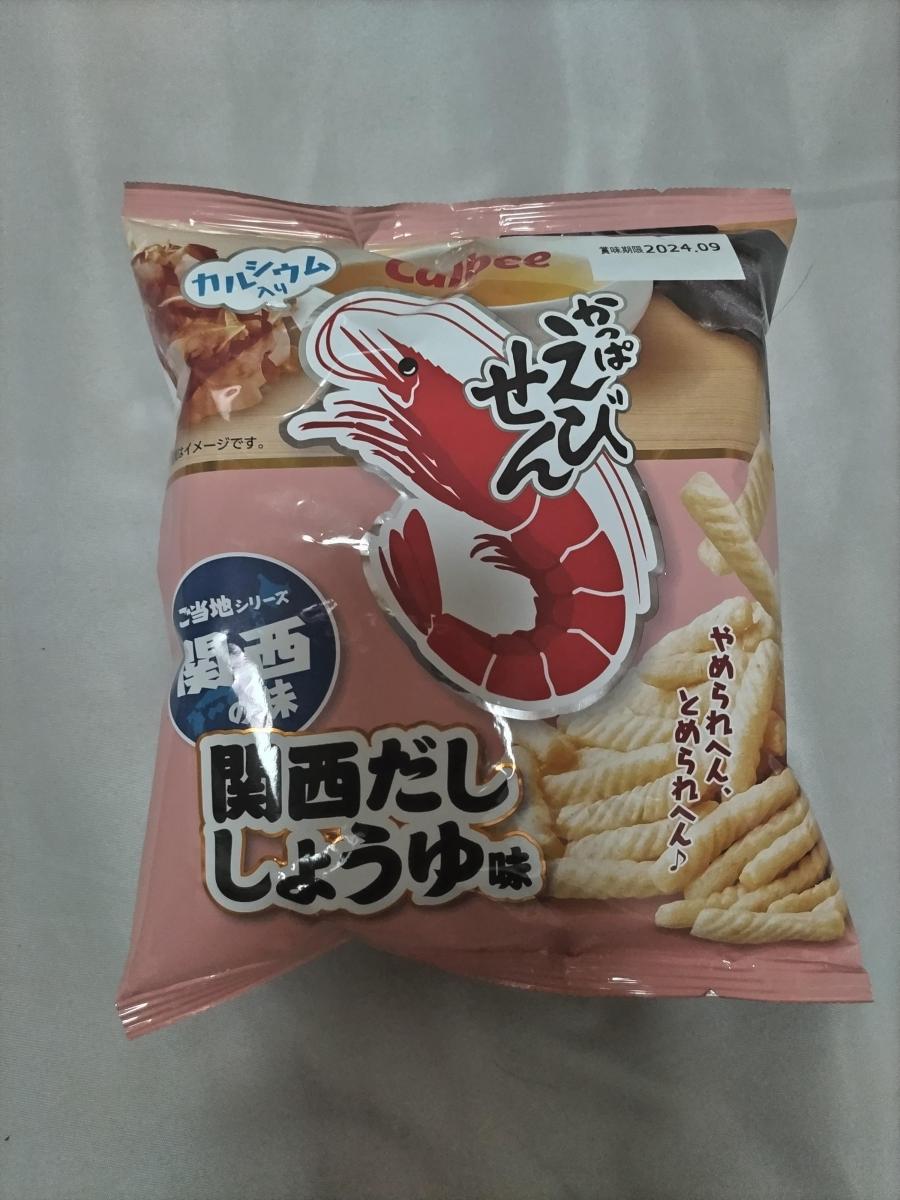 カルシウム
入り
Calbee
賞味期限2024.09
かっぱ
えび
せん
はイメージです。
ご当地シリーズ
関西
の味
関西だし
しょうゆ味
やめられへん、
とめられへん♪